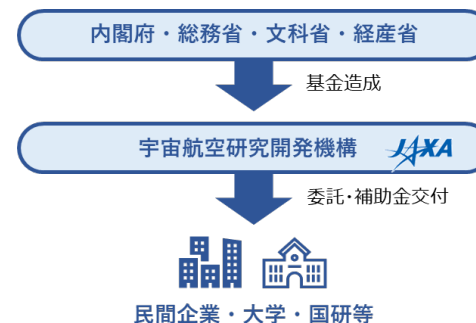 内閣府・総務省・文科省・経産省
基金造成
宇宙航空研究開発機構 JAXA
委託・補助金交付
民間企業・大学・国研等